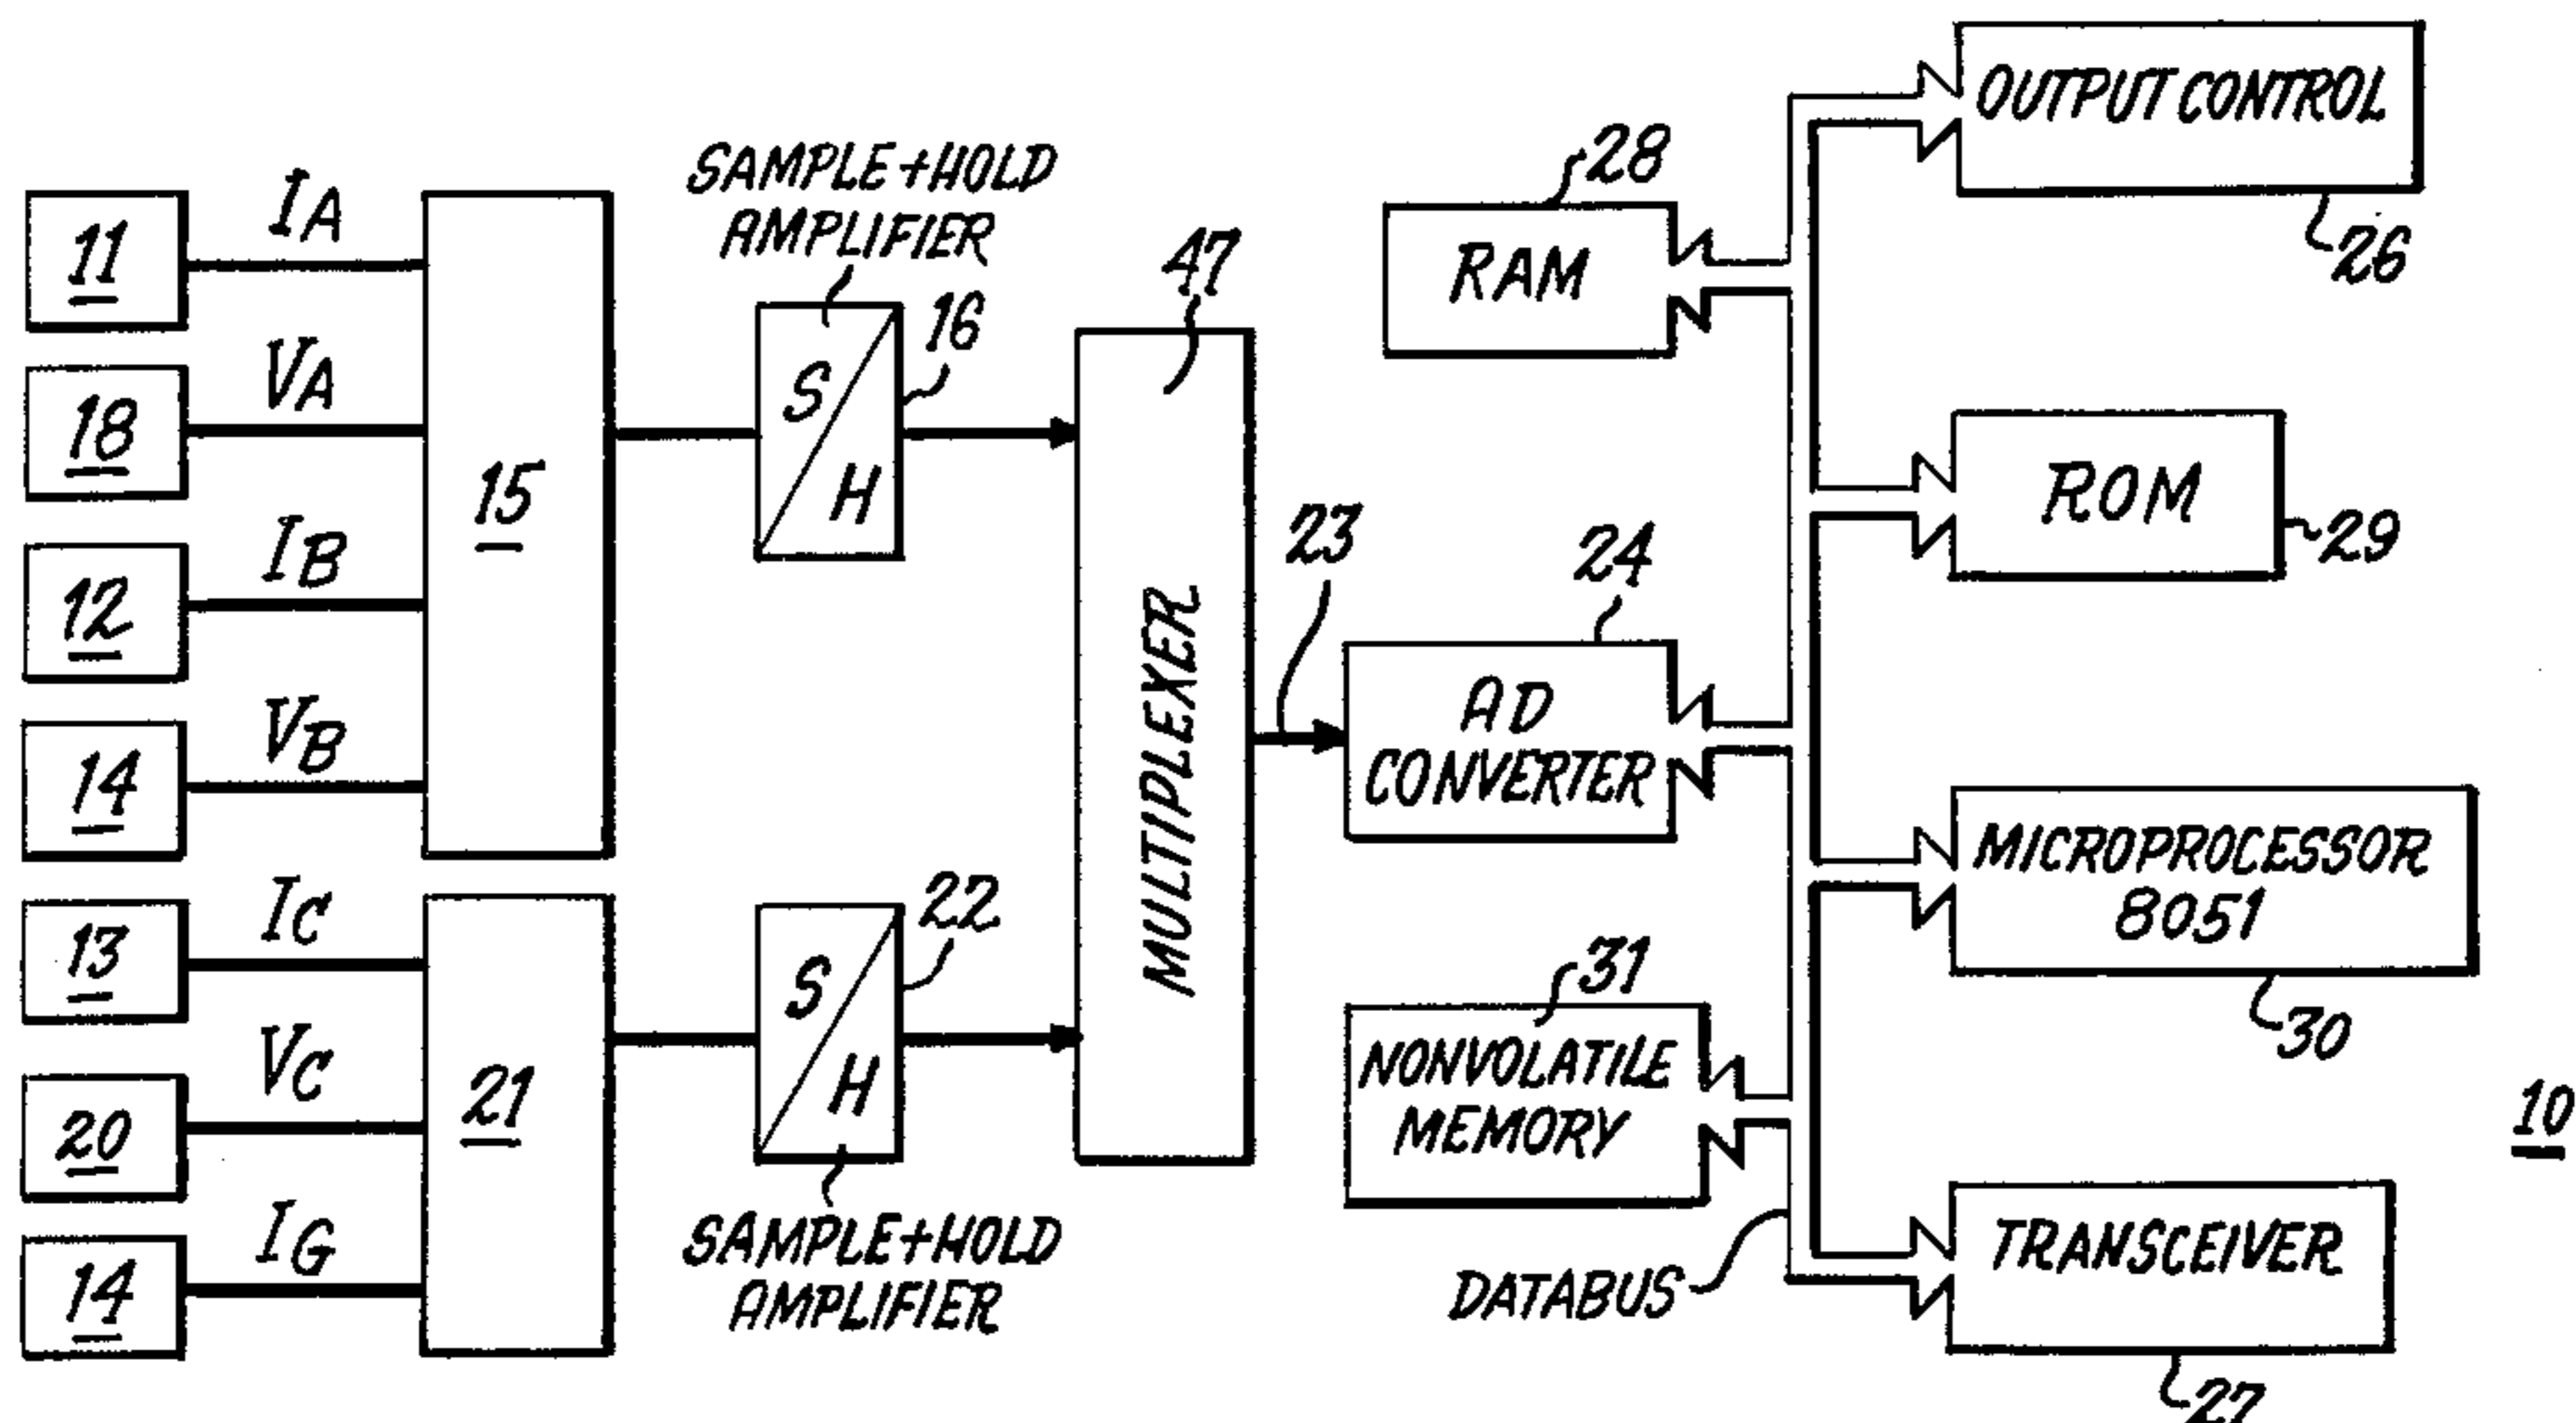 11
IA
18
VA
12
IB
14
VB
13
IC
20
VC
14
IG
15
21
SAMPLE+HOLD
AMPLIFIER
S
H
16
S
H
22
SAMPLE+HOLD
AMPLIFIER
47
MULTIPLEXER
23
24
AD
CONVERTER
28
RAM
31
NONVOLATILE
MEMORY
DATABUS
OUTPUT CONTROL
26
ROM
29
MICROPROCESSOR
8051
30
TRANSCEIVER
27
10